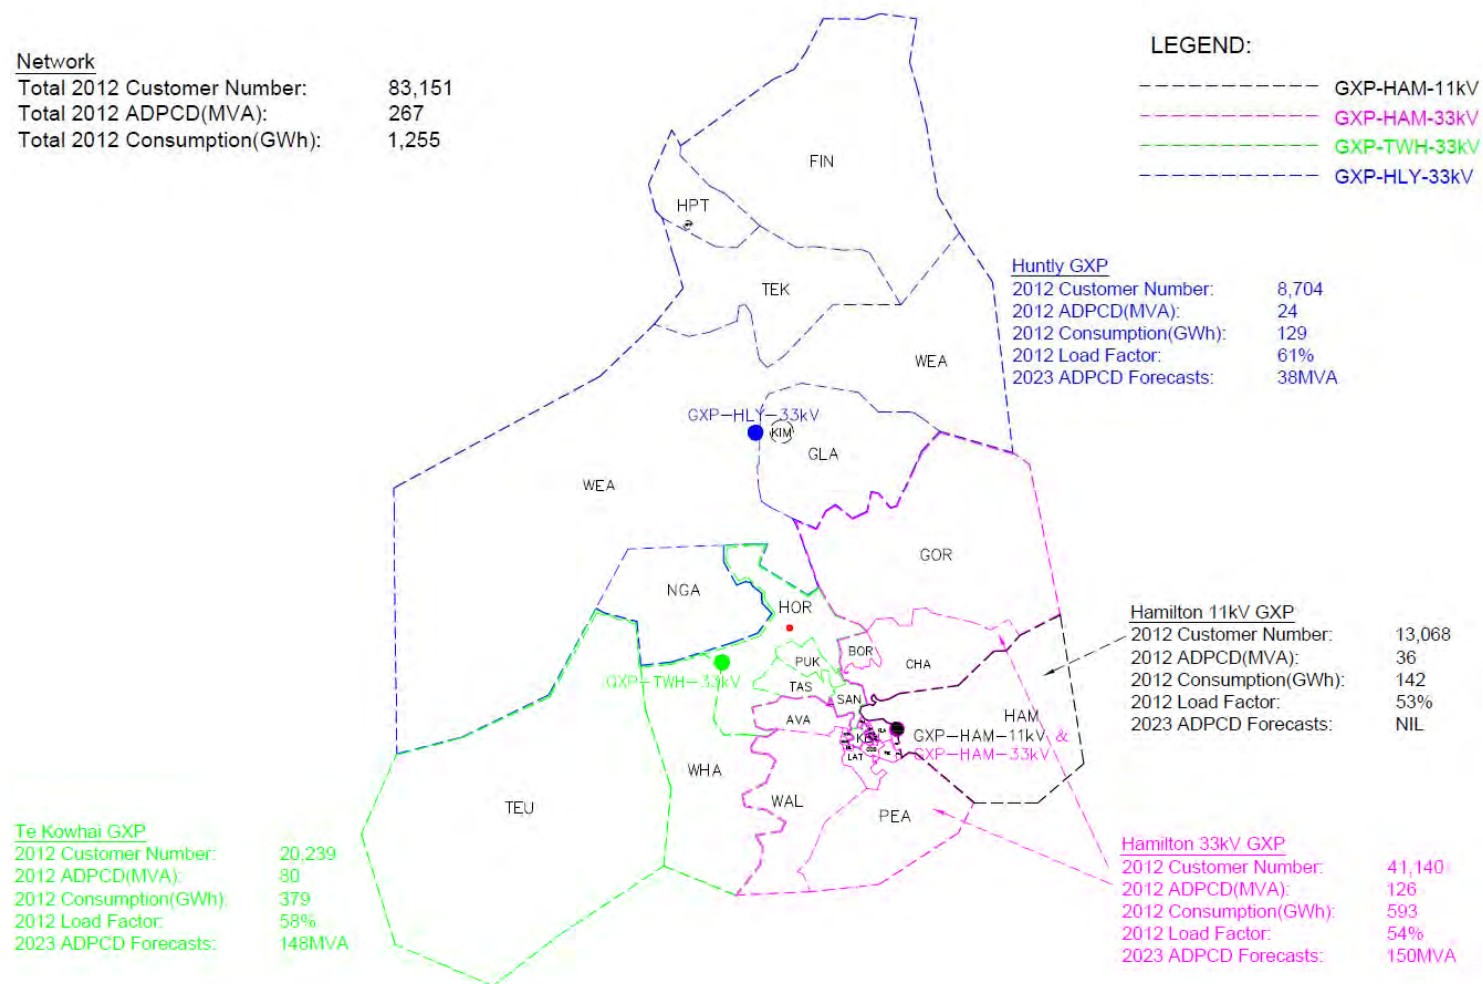 Network
Total 2012 Customer Number: 83,151
Total 2012 ADPCD(MVA): 267
Total 2012 Consumption(GWh): 1,255
LEGEND:
GXP-HAM-11kV
GXP-HAM-33kV
GXP-TWH-33kV
GXP-HLY-33kV
FIN
HPT
TEK
WEA
Huntly GXP
2012 Customer Number: 8,704
2012 ADPCD(MVA): 24
2012 Consumption(GWh): 129
2012 Load Factor: 61%
2023 ADPCD Forecasts: 38MVA
GXP-HLY-33kV
KIM
GLA
WEA
GOR
NGA
HOR
BOR
CHA
PUK
GXP-TWH-33kV
TAS
SAN
AVA
HAM
GXP-HAM-11kV &
GXP-HAM-33kV
LAT
WHA
WAL
PEA
TEU
Hamilton 11kV GXP
2012 Customer Number: 13,068
2012 ADPCD(MVA): 36
2012 Consumption(GWh): 142
2012 Load Factor: 53%
2023 ADPCD Forecasts: NIL
Te Kowhai GXP
2012 Customer Number: 20,239
2012 ADPCD(MVA): 80
2012 Consumption(GWh): 379
2012 Load Factor: 58%
2023 ADPCD Forecasts: 148MVA
Hamilton 33kV GXP
2012 Customer Number: 41,140
2012 ADPCD(MVA): 126
2012 Consumption(GWh): 593
2012 Load Factor: 54%
2023 ADPCD Forecasts: 150MVA